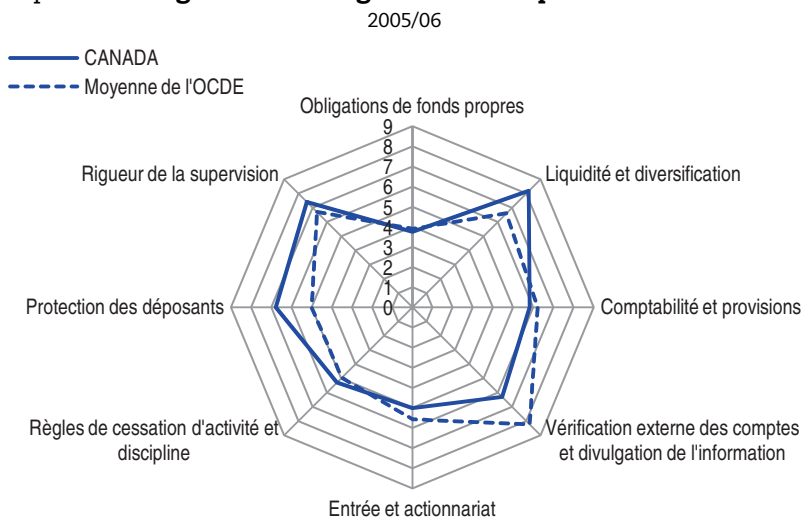 2005/06
CANADA
Moyenne de l'OCDE
Obligations de fonds propres
9
8
7
6
5
4
3
2
1
0
Rigueur de la supervision
Liquidité et diversification
Protection des déposants
Comptabilité et provisions
Règles de cessation d'activité et
discipline
Vérification externe des comptes
et divulgation de l'information
Entrée et actionnariat